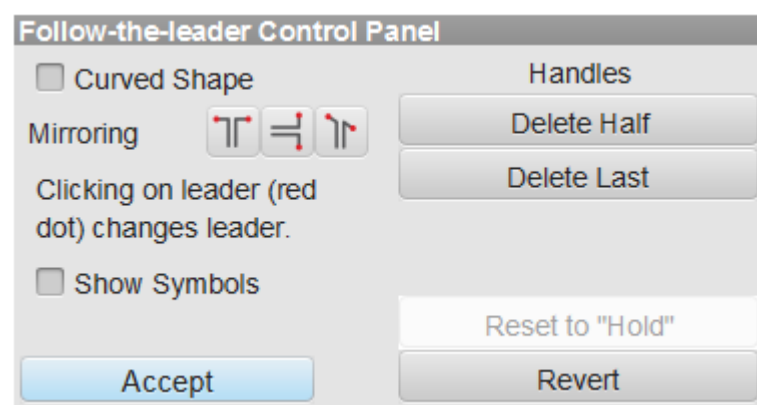 Follow-the-leader Control Panel
Curved Shape
Handles
Mirroring
Delete Half
Clicking on leader (red
dot) changes leader.
Delete Last
Show Symbols
Reset to "Hold"
Accept
Revert